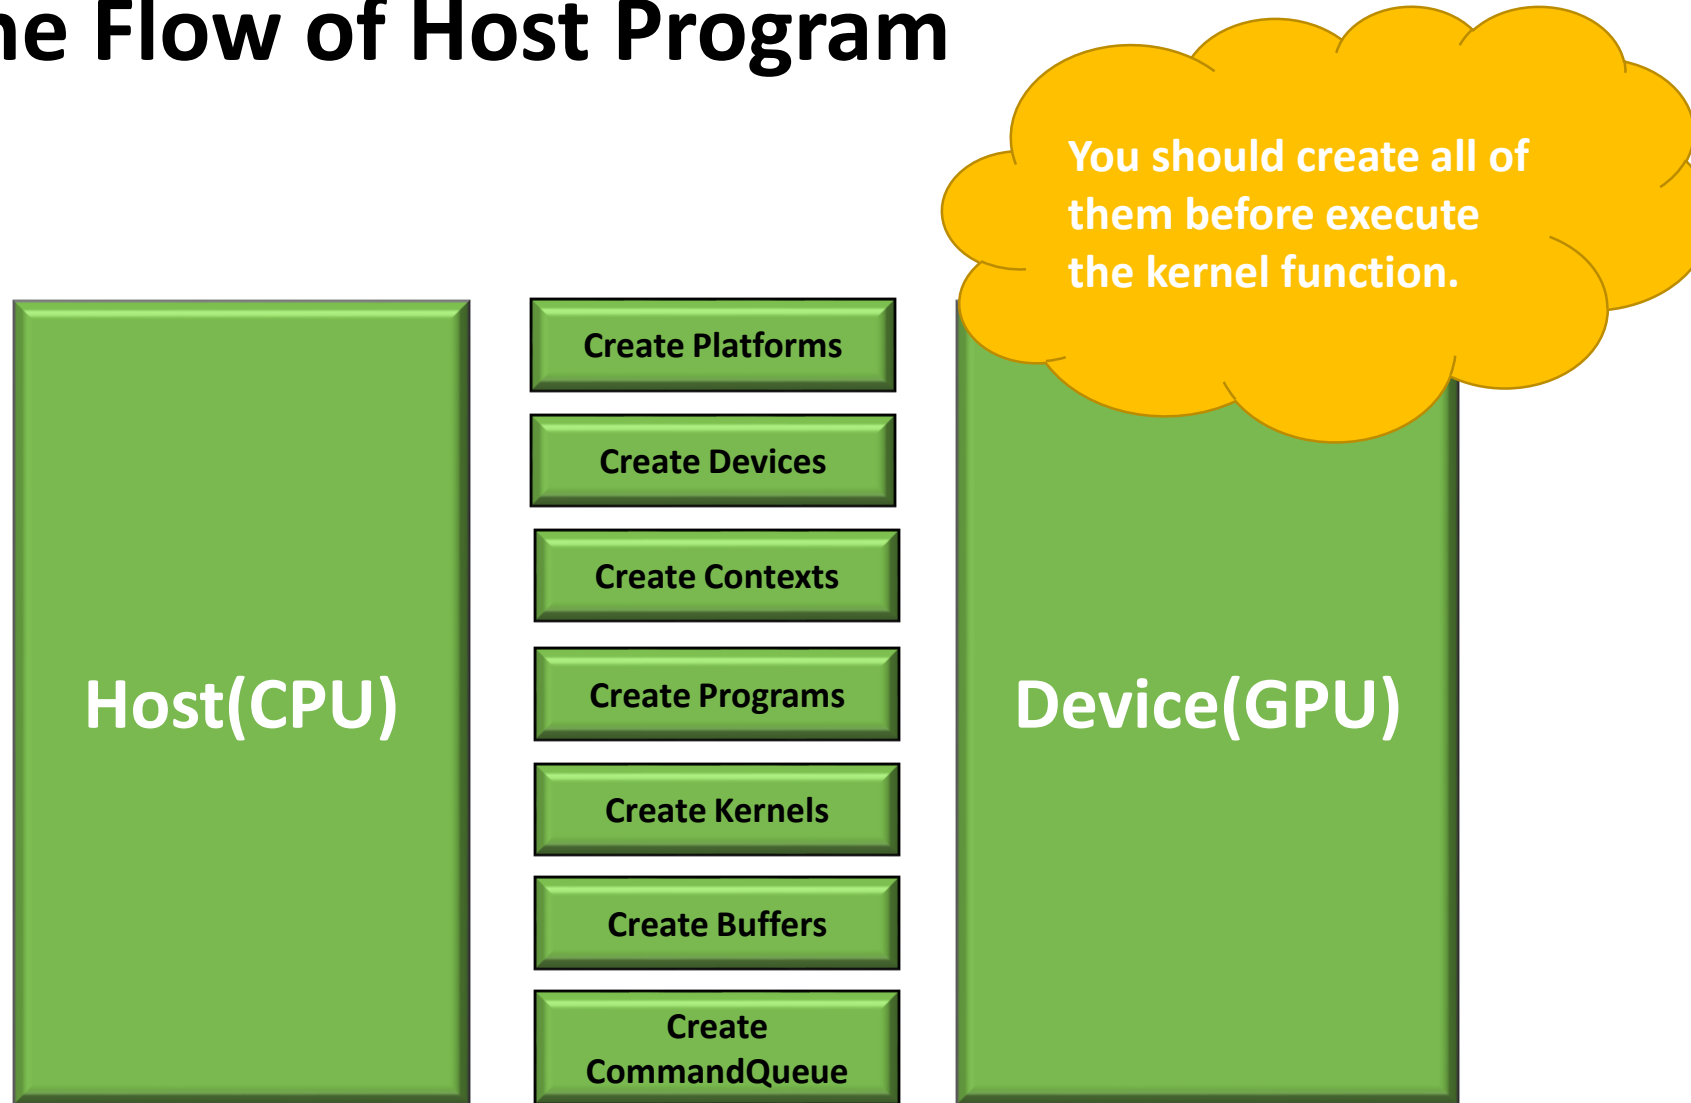 he Flow of Host Program
You should create all of
them before execute
the kernel function.
Host(CPU)
Create Platforms
Create Devices
Create Contexts
Create Programs
Create Kernels
Create Buffers
Create
CommandQueue
Device(GPU)